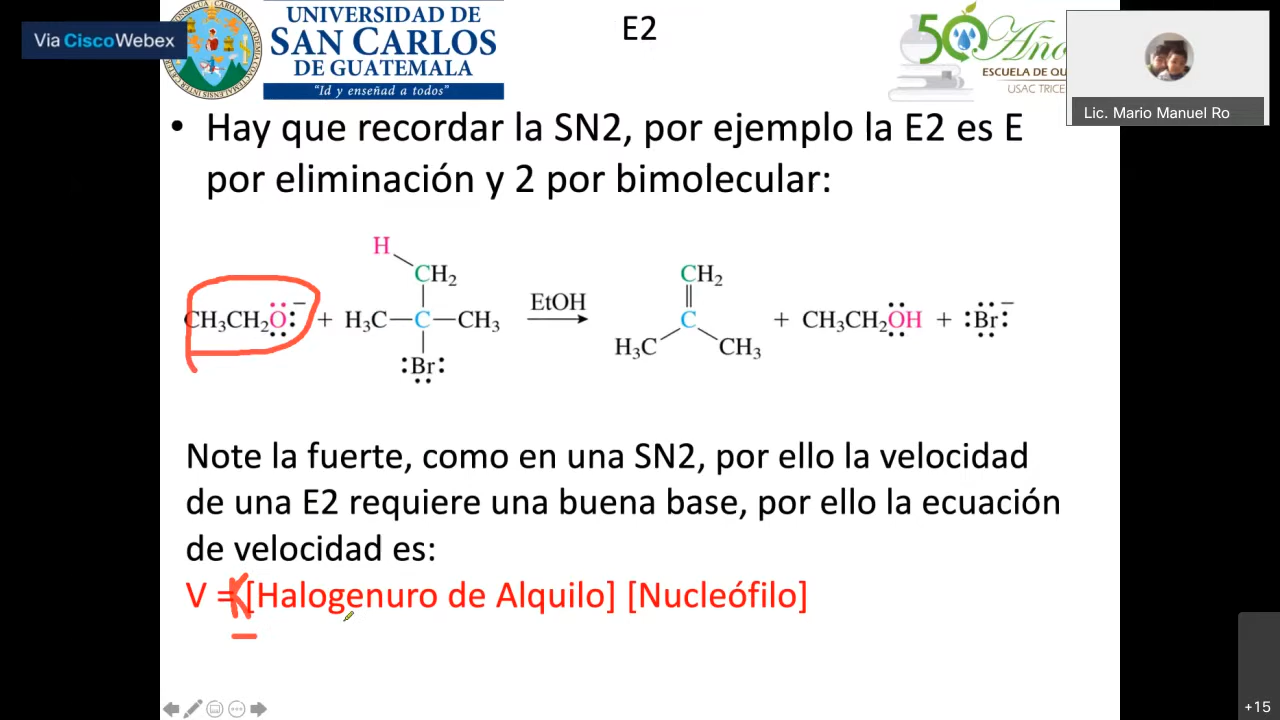 Via Cisco Webex
UNIVERSIDAD DE
SAN CARLOS
DE GUATEMALA
"Id y enseñad a todos"
E2
50 Año
ESCUELA DE QU
USAC TRICE
Lic. Mario Manuel Ro
• Hay que recordar la SN2, por ejemplo la E2 es E
por eliminación y 2 por bimolecular:
CH₃CH₂O:⁻ + H₃C—C—CH₃ EtOH CH₂ + CH₃CH₂OH + :Br:⁻
H
CH₂
:Br:
C
H₃C CH₃
Note la fuerte, como en una SN2, por ello la velocidad
de una E2 requiere una buena base, por ello la ecuación
de velocidad es:
V = K [Halogenuro de Alquilo] [Nucleófilo]
+15